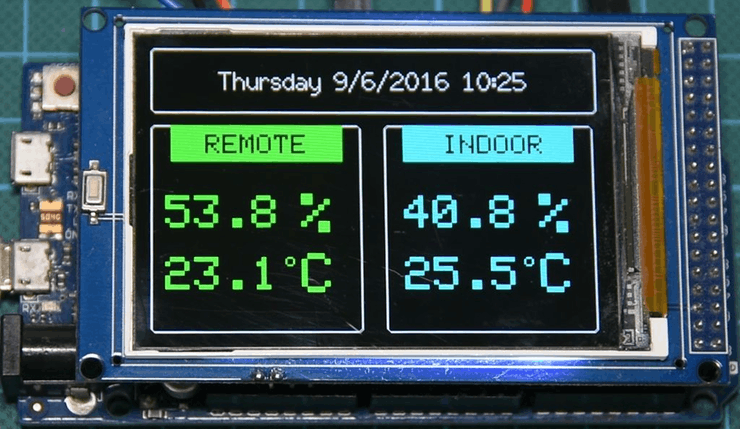 Thursday 9/6/2016 10:25
REMOTE
53.8 %
23.1°C
INDOOR
40.8 %
25.5°C